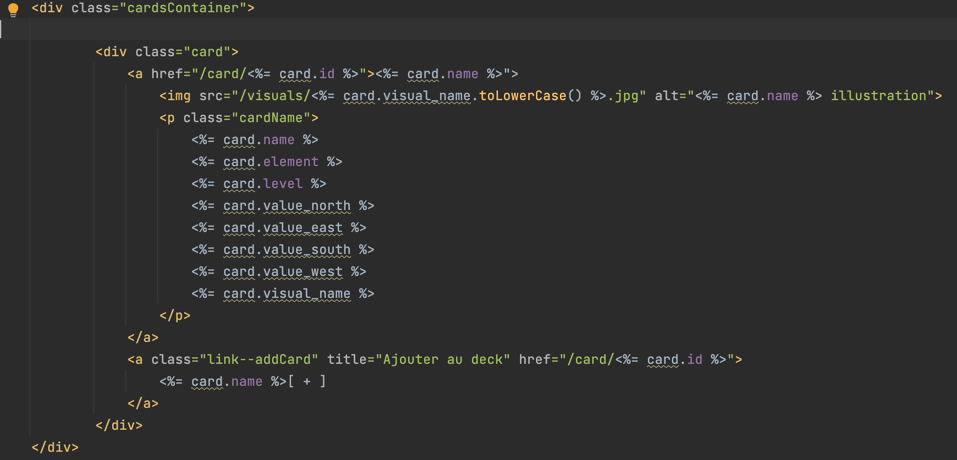 <div class="cardsContainer">
<div class="card">
<a href="/card/<%= card.id %>"><%= card.name %>">
<img src="/visuals/<%= card.visual_name.toLowerCase() %>.jpg" alt="<%= card.name %> illustration">
<p class="cardName">
<%= card.name %>
<%= card.element %>
<%= card.level %>
<%= card.value_north %>
<%= card.value_east %>
<%= card.value_south %>
<%= card.value_west %>
<%= card.visual_name %>
</p>
</a>
<a class="link--addCard" title="Ajouter au deck" href="/card/<%= card.id %>">
<%= card.name %>[ + ]
</a>
</div>
</div>